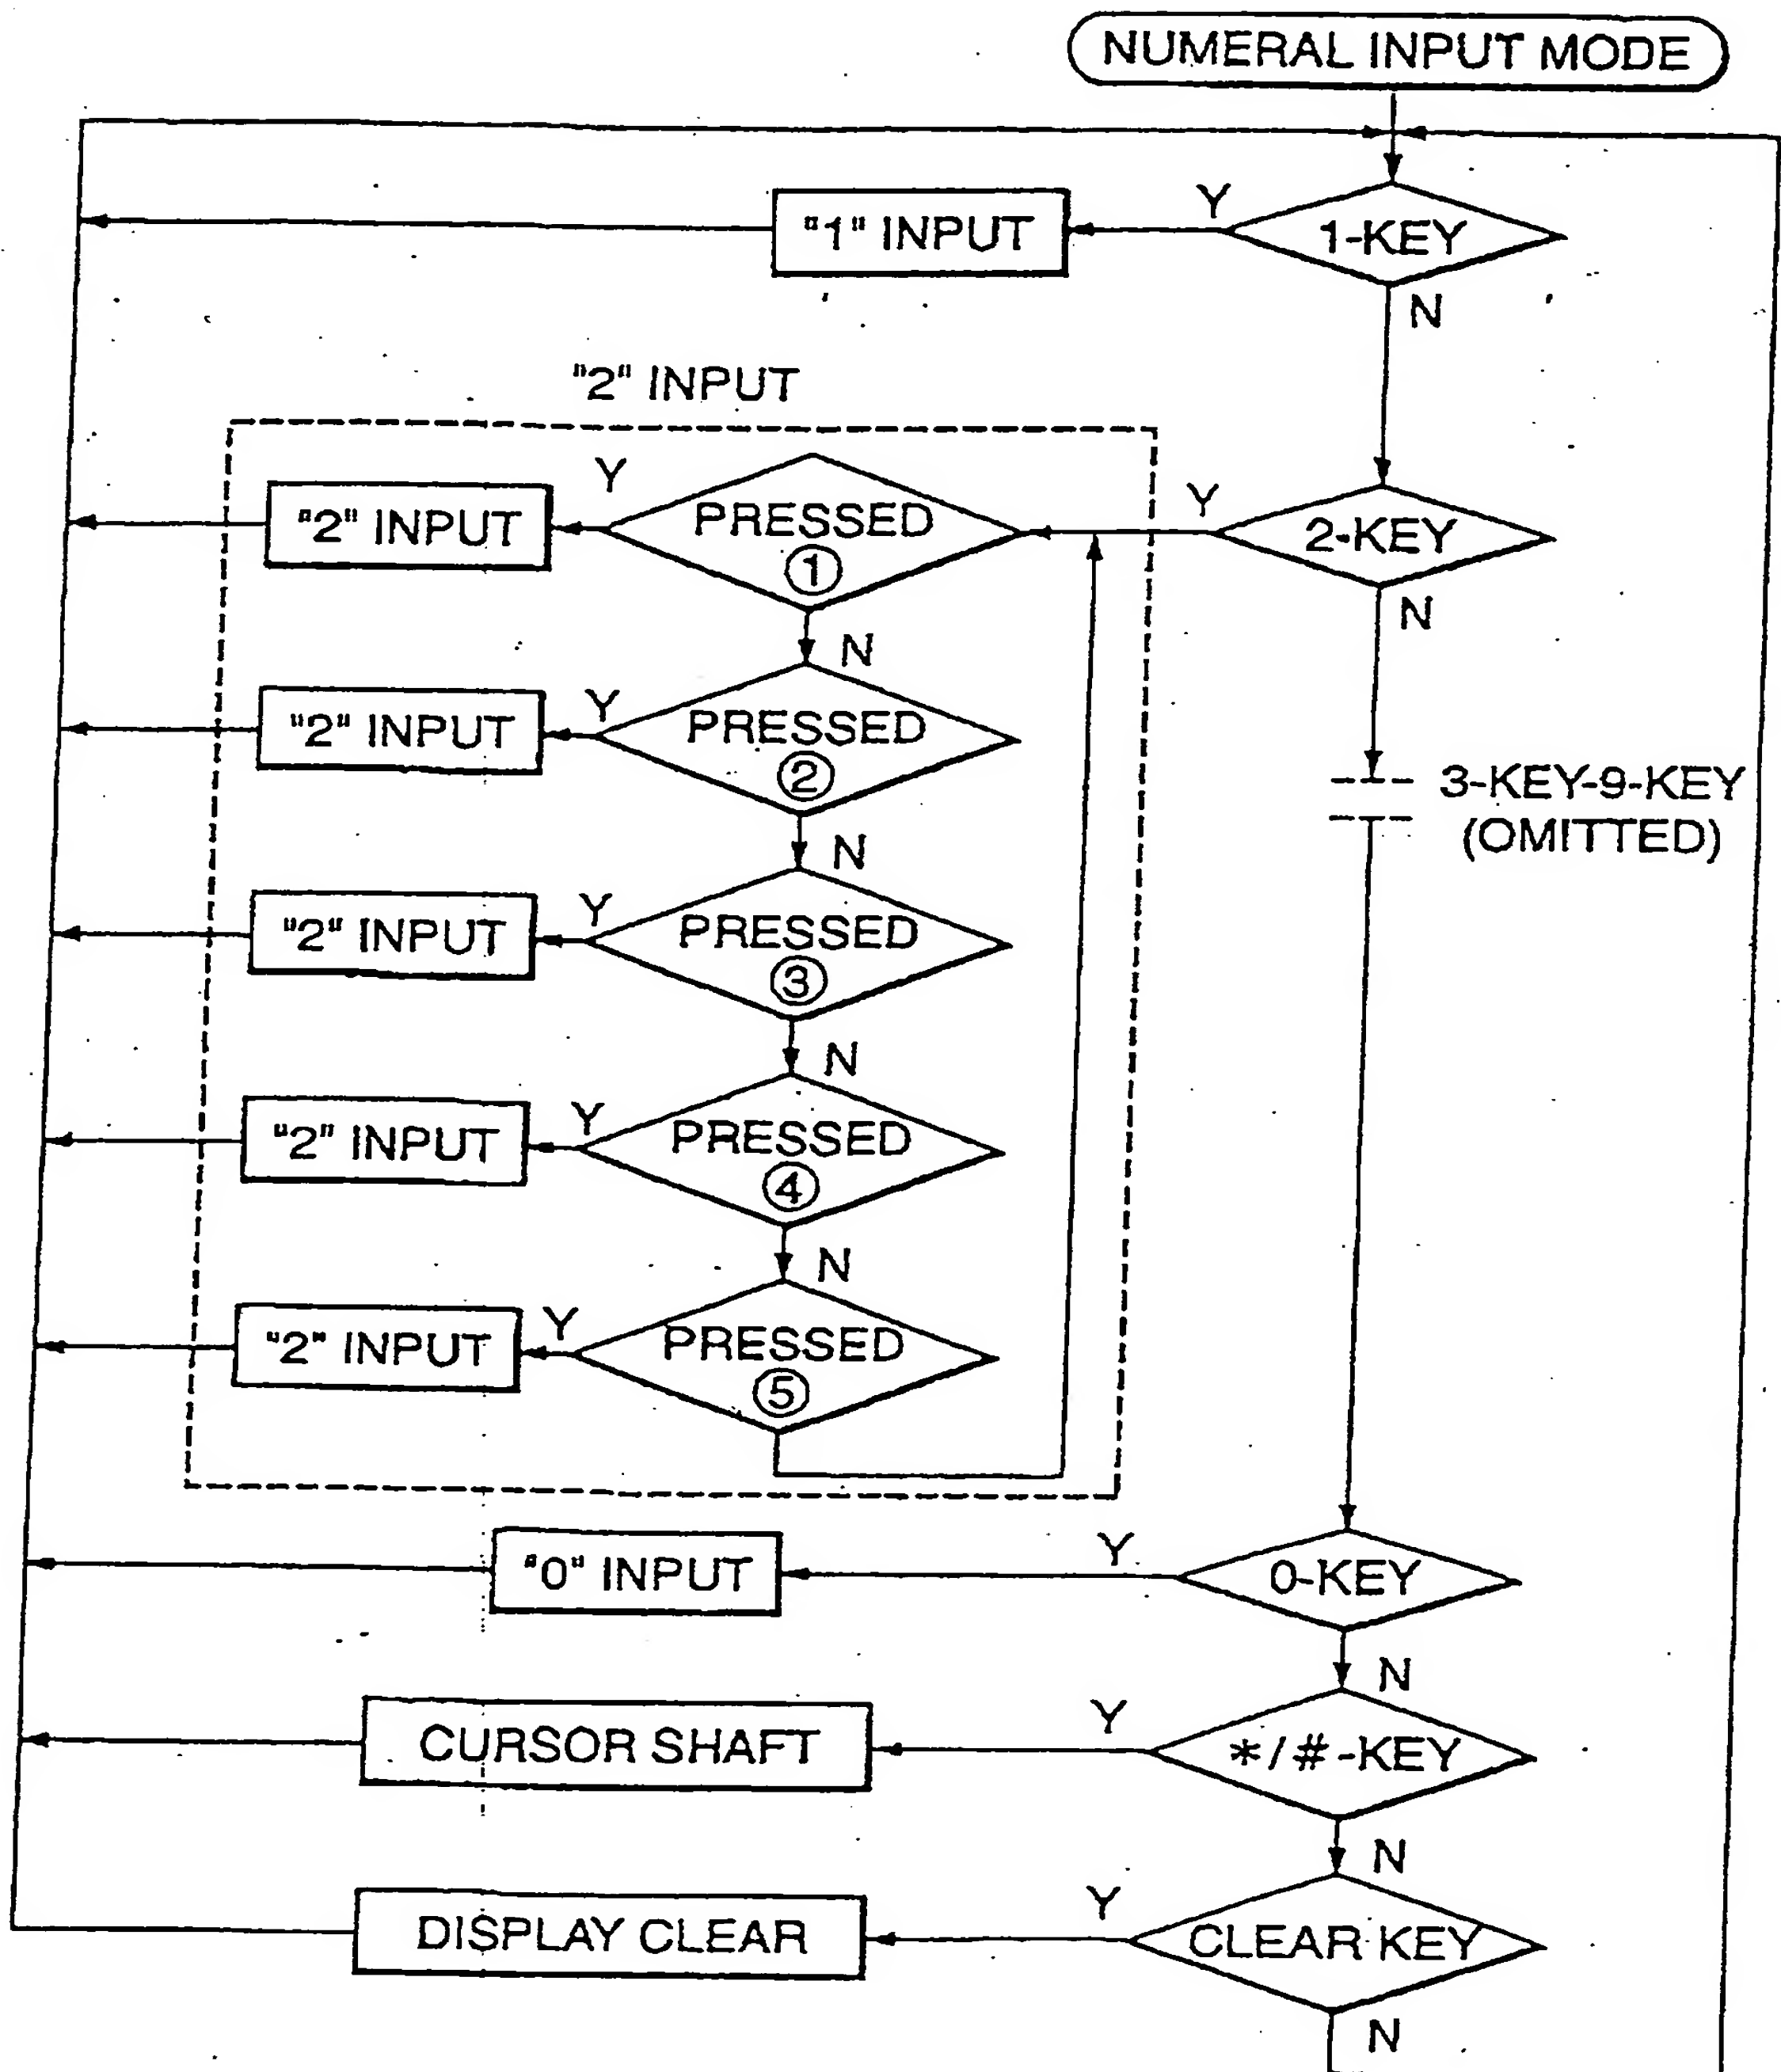 NUMERAL INPUT MODE
"1" INPUT
Y
1-KEY
N
"2" INPUT
"2" INPUT
Y
PRESSED
①
Y
2-KEY
N
N
"2" INPUT
Y
PRESSED
②
3-KEY-9-KEY
(OMITTED)
N
"2" INPUT
Y
PRESSED
③
N
"2" INPUT
Y
PRESSED
④
N
"2" INPUT
Y
PRESSED
⑤
"0" INPUT
Y
0-KEY
N
CURSOR SHAFT
Y
*/#-KEY
N
DISPLAY CLEAR
Y
CLEAR KEY
N